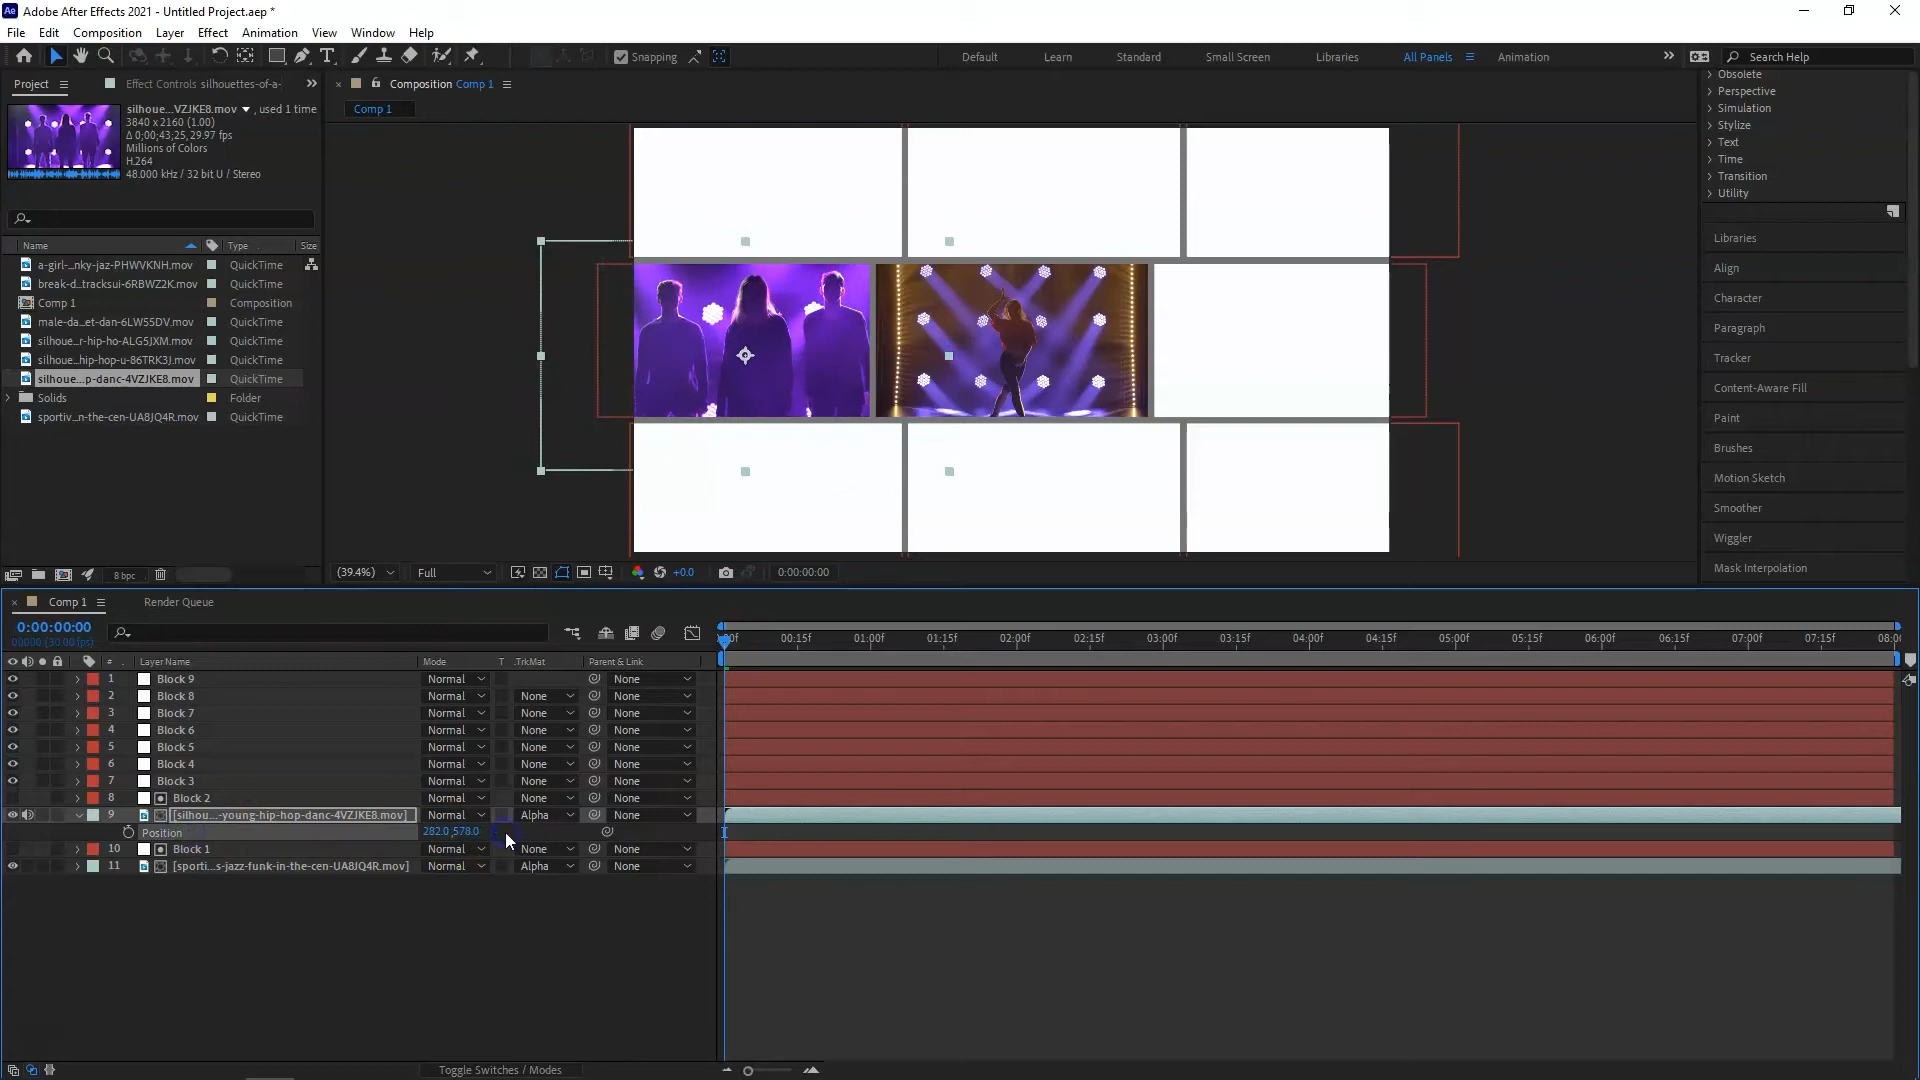 Adobe After Effects 2021 - Untitled Project.aep *
File Edit Composition Layer Effect Animation View Window Help
Snapping
Default Learn Standard Small Screen Libraries All Panels Animation
Search Help
Project
Effect Controls silhouettes-of-a-
silhoue...VZJKE8.mov , used 1 time
3840 x 2160 (1.00)
Δ 0;00;43;25, 29.97 fps
Millions of Colors
H.264
48.000 kHz / 32 bit U / Stereo
Name Type Size
a-girl-...nky-jaz-PHWVKNH.mov QuickTime
break-d...tracksui-6RBWZ2K.mov QuickTime
Comp 1 Composition
male-da...et-dan-6LW55DV.mov QuickTime
silhoue...r-hip-ho-ALG5JXM.mov QuickTime
silhoue...hip-hop-u-86TRK3J.mov QuickTime
silhoue...p-danc-4VZJKE8.mov QuickTime
Solids Folder
sportiv...n-the-cen-UA8JQ4R.mov QuickTime
8 bpc
Composition Comp 1
Comp 1
(39.4%) Full +0.0 0:00:00:00
Obsolete
Perspective
Simulation
Stylize
Text
Time
Transition
Utility
Libraries
Align
Character
Paragraph
Tracker
Content-Aware Fill
Paint
Brushes
Motion Sketch
Smoother
Wiggler
Mask Interpolation
Comp 1 Render Queue
0:00:00:00
00000 (30.00 fps)
:00f 00:15f 01:00f 01:15f 02:00f 02:15f 03:00f 03:15f 04:00f 04:15f 05:00f 05:15f 06:00f 06:15f 07:00f 07:15f 08:00
# Layer Name Mode T .TrkMat Parent & Link
1 Block 9 Normal None
2 Block 8 Normal None None
3 Block 7 Normal None None
4 Block 6 Normal None None
5 Block 5 Normal None None
6 Block 4 Normal None None
7 Block 3 Normal None None
8 Block 2 Normal None None
9 [silhou...-young-hip-hop-danc-4VZJKE8.mov] Normal Alpha None
Position 282.0,578.0
10 Block 1 Normal None None
11 [sporti...s-jazz-funk-in-the-cen-UA8JQ4R.mov] Normal Alpha None
Toggle Switches / Modes